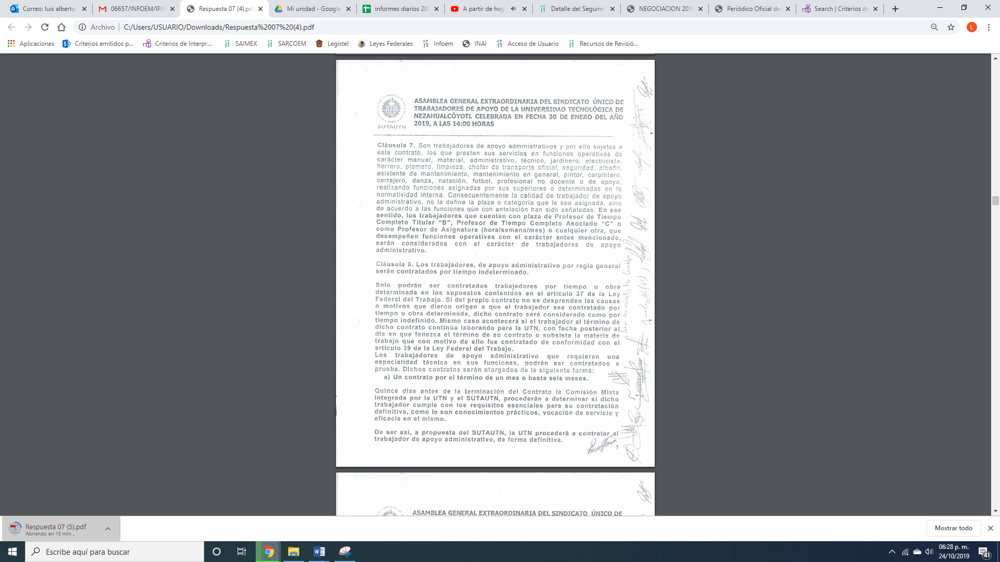 Correo: luis alberto
06657/INFOEM/IP/
Respuesta 07 (4).pd
Mi unidad - Google
informes diarios 20
A partir de hoy
Detalle del Seguimi
NEGOCIACION 201
Periódico Oficial de
Search | Criterios de
Archivo
C:/Users/USUARIO/Downloads/Respuesta%2007%20(4).pdf
L
Aplicaciones
Criterios emitidos p...
Criterios de Interpr...
SAIMEX
SARCOEM
Legistel
Leyes Federales
Infoem
INAI
Acceso de Usuario
Recursos de Revisió...
SUTAUTN
ASAMBLEA GENERAL EXTRAORDINARIA DEL SINDICATO ÚNICO DE
TRABAJADORES DE APOYO DE LA UNIVERSIDAD TECNOLÓGICA DE
NEZAHUALCÓYOTL CELEBRADA EN FECHA 30 DE ENERO DEL AÑO
2019, A LAS 14:00 HORAS
Cláusula 7. Son trabajadores de apoyo administrativos y por ello sujetos a
este contrato, los que presten sus servicios en funciones operativas de
carácter manual, material, administrativo, técnico, jardinero, electricista,
herrero, plomero, limpieza, chofer de transporte oficial, seguridad, albañil,
asistente de mantenimiento, mantenimiento en general, pintor, carpintero,
cerrajero, danza, natación, futbol, profesional no docente o de apoyo,
realizando funciones asignadas por sus superiores o determinadas en la
normatividad interna. Consecuentemente la calidad de trabajador de apoyo
administrativo, no la define la plaza o categoría que le sea asignada, sino
de acuerdo a las funciones que con antelación han sido señaladas. En ese
sentido, los trabajadores que cuenten con plaza de Profesor de Tiempo
Completo Titular “B”, Profesor de Tiempo Completo Asociado “C” o
como Profesor de Asignatura (hora/semana/mes) o cualquier otra, que
desempeñen funciones operativas con el carácter antes mencionado,
serán considerados con el carácter de trabajadores de apoyo
administrativo.
Cláusula 8. Los trabajadores, de apoyo administrativo por regla general
serán contratados por tiempo indeterminado.
Solo podrán ser contratados trabajadores por tiempo u obra
determinada en los supuestos contenidos en el artículo 37 de la Ley
Federal del Trabajo. Si del propio contrato no se desprenden las causas
o motivos que dieron origen a que el trabajador sea contratado por
tiempo u obra determinada, dicho contrato será considerado como por
tiempo indefinido. Mismo caso acontecerá si el trabajador al término de
dicho contrato continúa laborando para la UTN, con fecha posterior al
día en que fenezca el término de su contrato o subsista la materia de
trabajo que con motivo de ello fue contratado de conformidad con el
artículo 39 de la Ley Federal del Trabajo.
Los trabajadores de apoyo administrativo que requieran una
especialidad técnica en sus funciones, podrán ser contratados a
prueba. Dichos contratos serán otorgados de la siguiente forma:
a) Un contrato por el término de un mes o hasta seis meses.
Quince días antes de la terminación del Contrato la Comisión Mixta
integrada por la UTN y el SUTAUTN, procederán a determinar si dicho
trabajador cumple con los requisitos esenciales para su contratación
definitiva, como lo son conocimientos prácticos, vocación de servicio y
eficacia en el mismo.
De ser así, a propuesta del SUTAUTN, la UTN procederá a contratar al
trabajador de apoyo administrativo, de forma definitiva.
5
ASAMBLEA GENERAL EXTRAORDINARIA DEL SINDICATO ÚNICO DE
Respuesta 07 (5).pdf
Abriendo en 13 min...
Mostrar todo
Escribe aquí para buscar
06:28 p. m.
24/10/2019
41